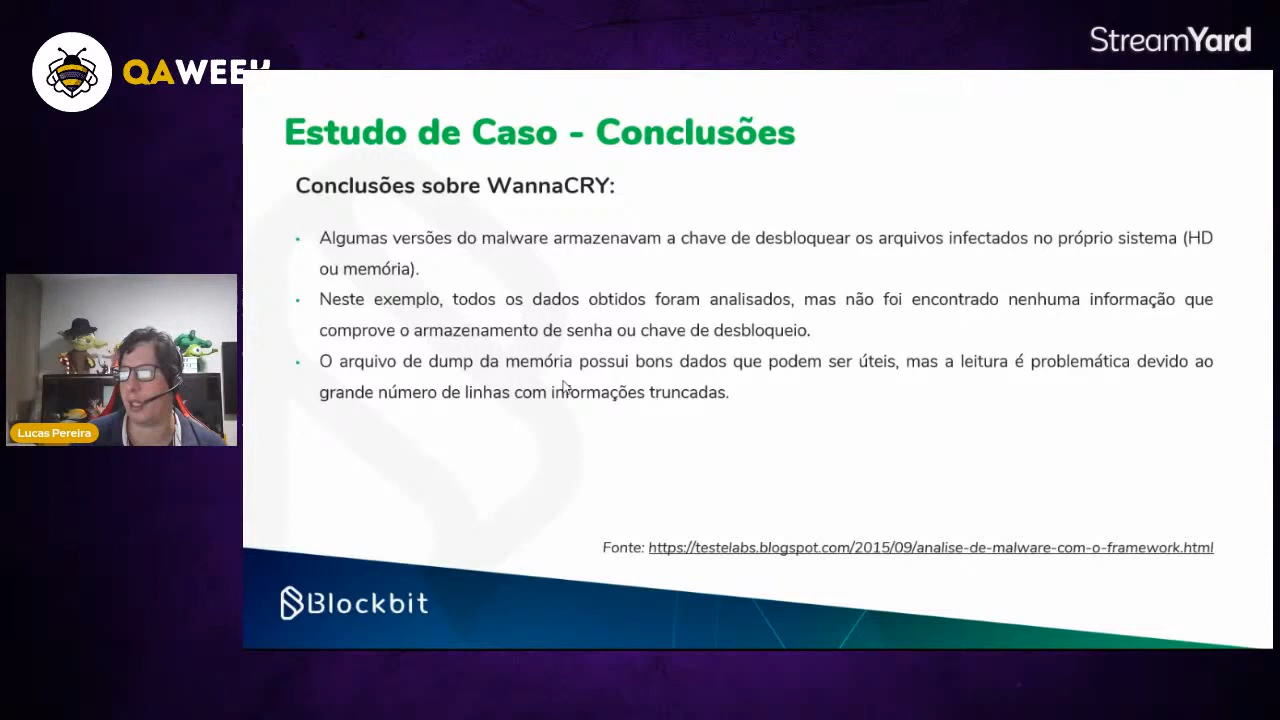 StreamYard
QAWEEK
Estudo de Caso - Conclusões
Conclusões sobre WannaCRY:
• Algumas versões do malware armazenavam a chave de desbloquear os arquivos infectados no próprio sistema (HD
ou memória).
• Neste exemplo, todos os dados obtidos foram analisados, mas não foi encontrado nenhuma informação que
comprove o armazenamento de senha ou chave de desbloqueio.
• O arquivo de dump da memória possui bons dados que podem ser úteis, mas a leitura é problemática devido ao
grande número de linhas com informações truncadas.
Lucas Pereira
Fonte: https://testelabs.blogspot.com/2015/09/analise-de-malware-com-o-framework.html
Blockbit